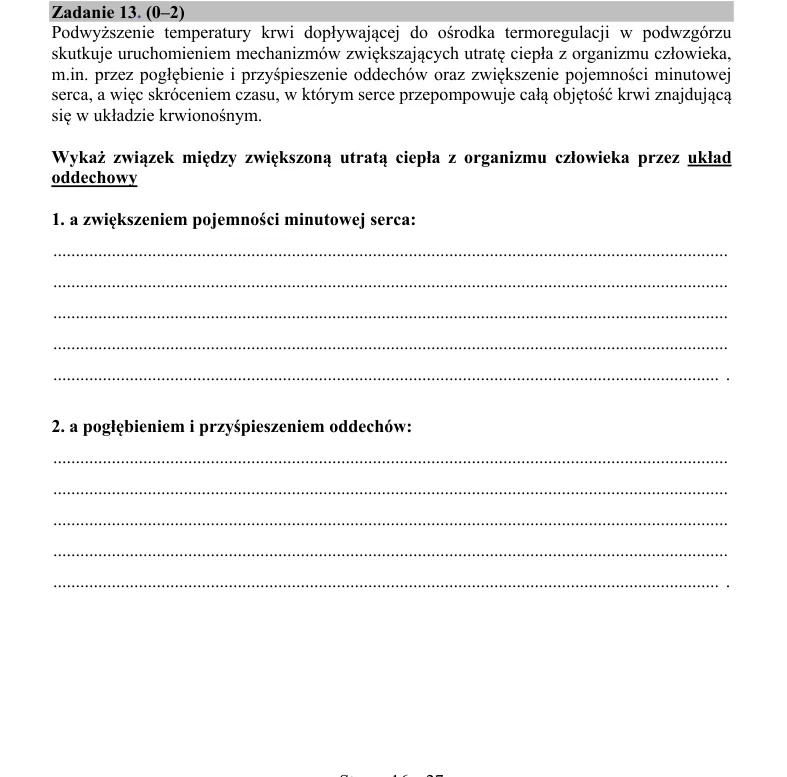 Zadanie 13. (0–2)
Podwyższenie temperatury krwi dopływającej do ośrodka termoregulacji w podwzgórzu
skutkuje uruchomieniem mechanizmów zwiększających utratę ciepła z organizmu człowieka,
m.in. przez pogłębienie i przyśpieszenie oddechów oraz zwiększenie pojemności minutowej
serca, a więc skróceniem czasu, w którym serce przepompowuje całą objętość krwi znajdującą
się w układzie krwionośnym.
Wykaż związek między zwiększoną utratą ciepła z organizmu człowieka przez układ
oddechowy
1. a zwiększeniem pojemności minutowej serca:
2. a pogłębieniem i przyśpieszeniem oddechów: